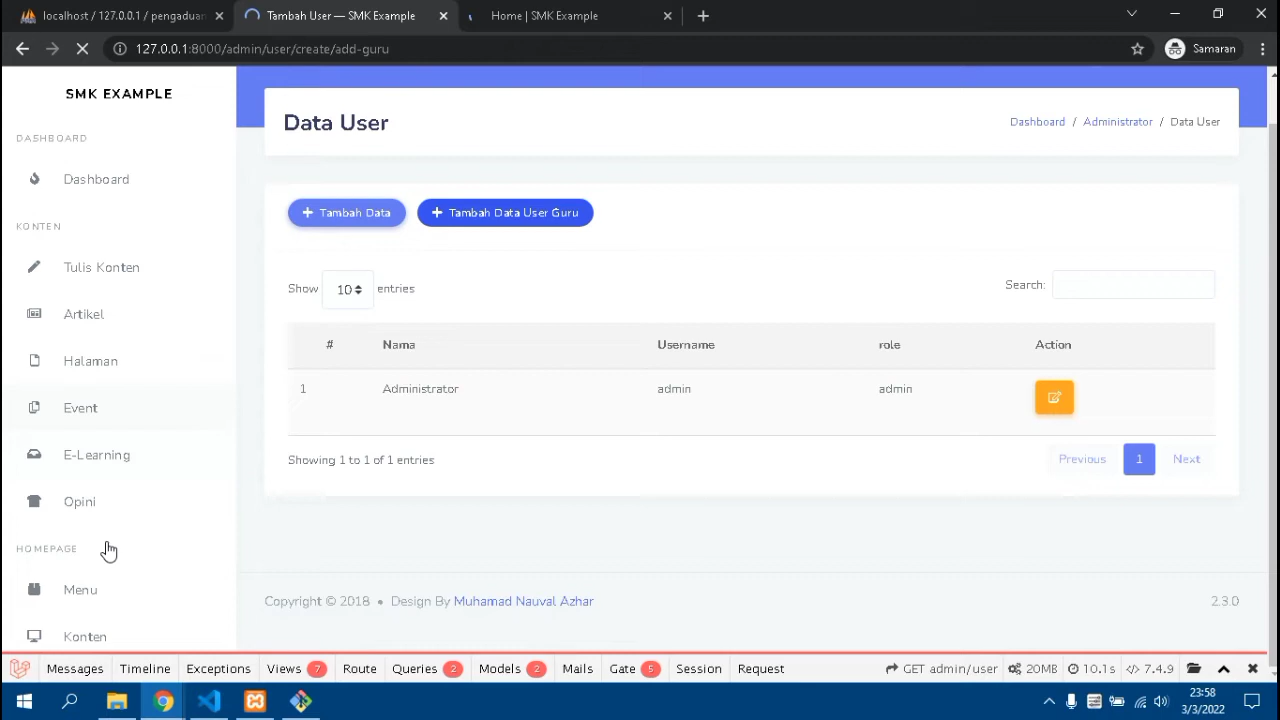 localhost / 127.0.0.1 / pengaduan
Tambah User — SMK Example
Home | SMK Example
127.0.0.1:8000/admin/user/create/add-guru
Samaran
SMK EXAMPLE
DASHBOARD
Dashboard
KONTEN
Tulis Konten
Artikel
Halaman
Event
E-Learning
Opini
HOMEPAGE
Menu
Konten
Data User
Dashboard / Administrator / Data User
Tambah Data
Tambah Data User Guru
Show 10 entries
Search:
# Nama Username role Action
1 Administrator admin admin
Showing 1 to 1 of 1 entries
Previous 1 Next
Copyright © 2018 • Design By Muhamad Nauval Azhar
2.3.0
Messages Timeline Exceptions Views 7 Route Queries 2 Models 2 Mails Gate 5 Session Request GET admin/user 20MB 10.1s 7.4.9
23:58
3/3/2022